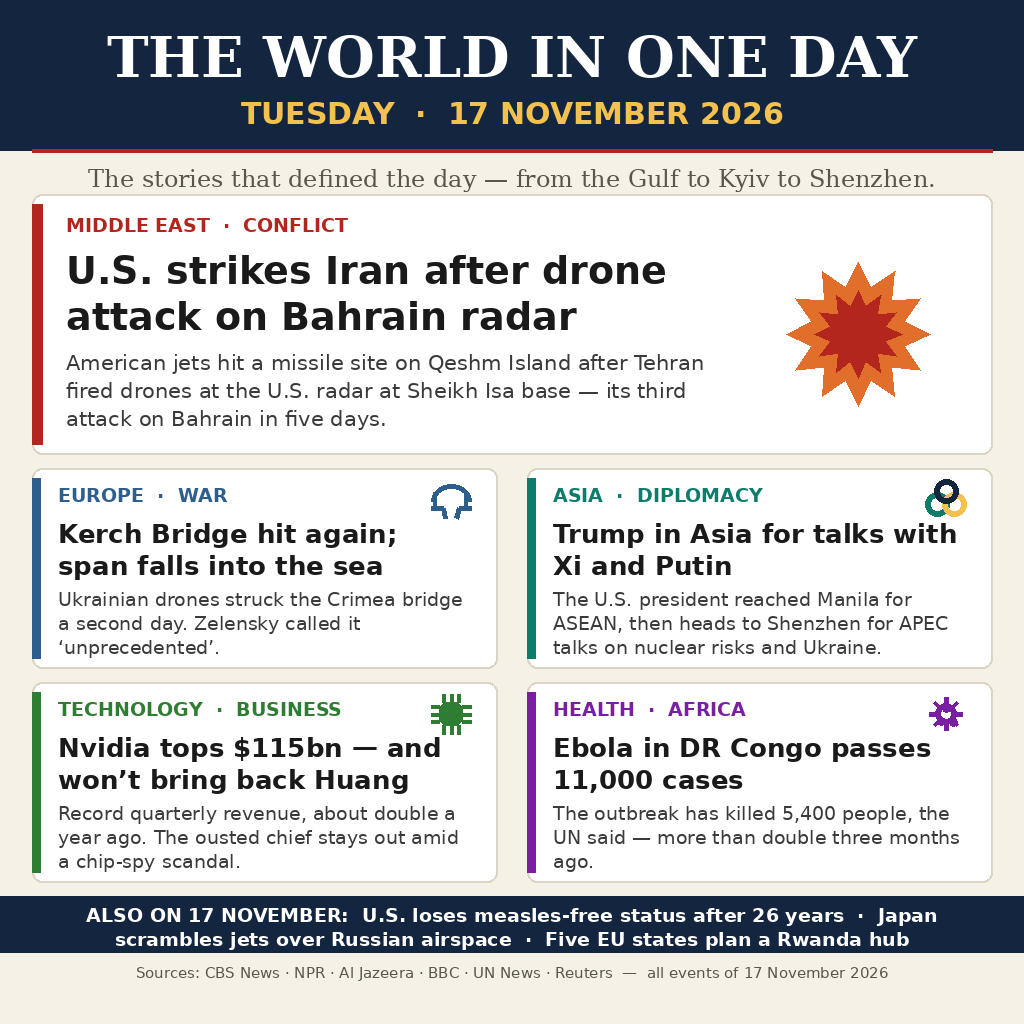 THE WORLD IN ONE DAY
TUESDAY · 17 NOVEMBER 2026
The stories that defined the day — from the Gulf to Kyiv to Shenzhen.
MIDDLE EAST · CONFLICT
U.S. strikes Iran after drone
attack on Bahrain radar
American jets hit a missile site on Qeshm Island after Tehran
fired drones at the U.S. radar at Sheikh Isa base — its third
attack on Bahrain in five days.
EUROPE · WAR
Kerch Bridge hit again;
span falls into the sea
Ukrainian drones struck the Crimea bridge
a second day. Zelensky called it
‘unprecedented’.
ASIA · DIPLOMACY
Trump in Asia for talks with
Xi and Putin
The U.S. president reached Manila for
ASEAN, then heads to Shenzhen for APEC
talks on nuclear risks and Ukraine.
TECHNOLOGY · BUSINESS
Nvidia tops $115bn — and
won’t bring back Huang
Record quarterly revenue, about double a
year ago. The ousted chief stays out amid
a chip-spy scandal.
HEALTH · AFRICA
Ebola in DR Congo passes
11,000 cases
The outbreak has killed 5,400 people, the
UN said — more than double three months
ago.
ALSO ON 17 NOVEMBER: U.S. loses measles-free status after 26 years · Japan
scrambles jets over Russian airspace · Five EU states plan a Rwanda hub
Sources: CBS News · NPR · Al Jazeera · BBC · UN News · Reuters — all events of 17 November 2026